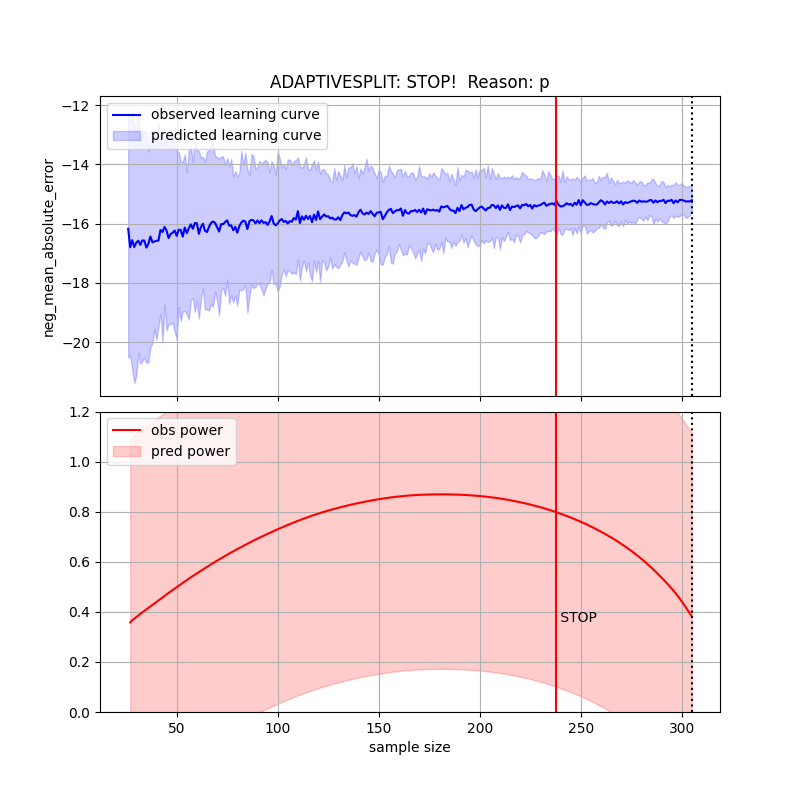 ADAPTIVESPLIT: STOP!  Reason: p
observed learning curve
predicted learning curve
neg_mean_absolute_error
−12
−14
−16
−18
−20
obs power
pred power
1.2
1.0
0.8
0.6
0.4
0.2
0.0
STOP
50 100 150 200 250 300
sample size